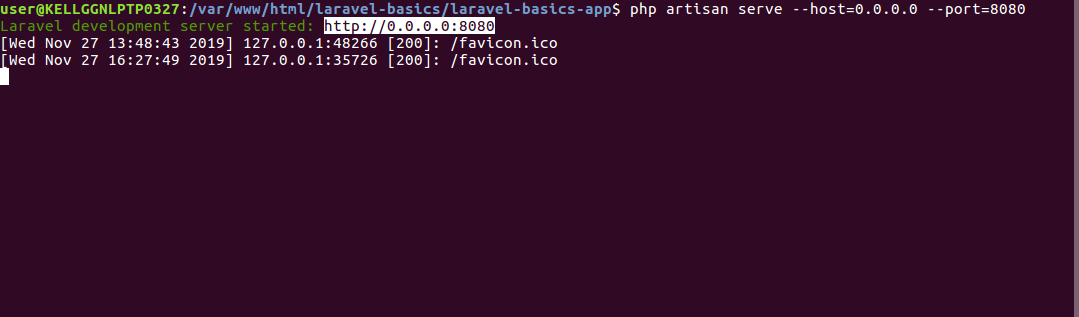 user@KELLGGNLPTP0327:/var/www/html/laravel-basics/laravel-basics-app$ php artisan serve --host=0.0.0.0 --port=8080
Laravel development server started: http://0.0.0.0:8080
[Wed Nov 27 13:48:43 2019] 127.0.0.1:48266 [200]: /favicon.ico
[Wed Nov 27 16:27:49 2019] 127.0.0.1:35726 [200]: /favicon.ico